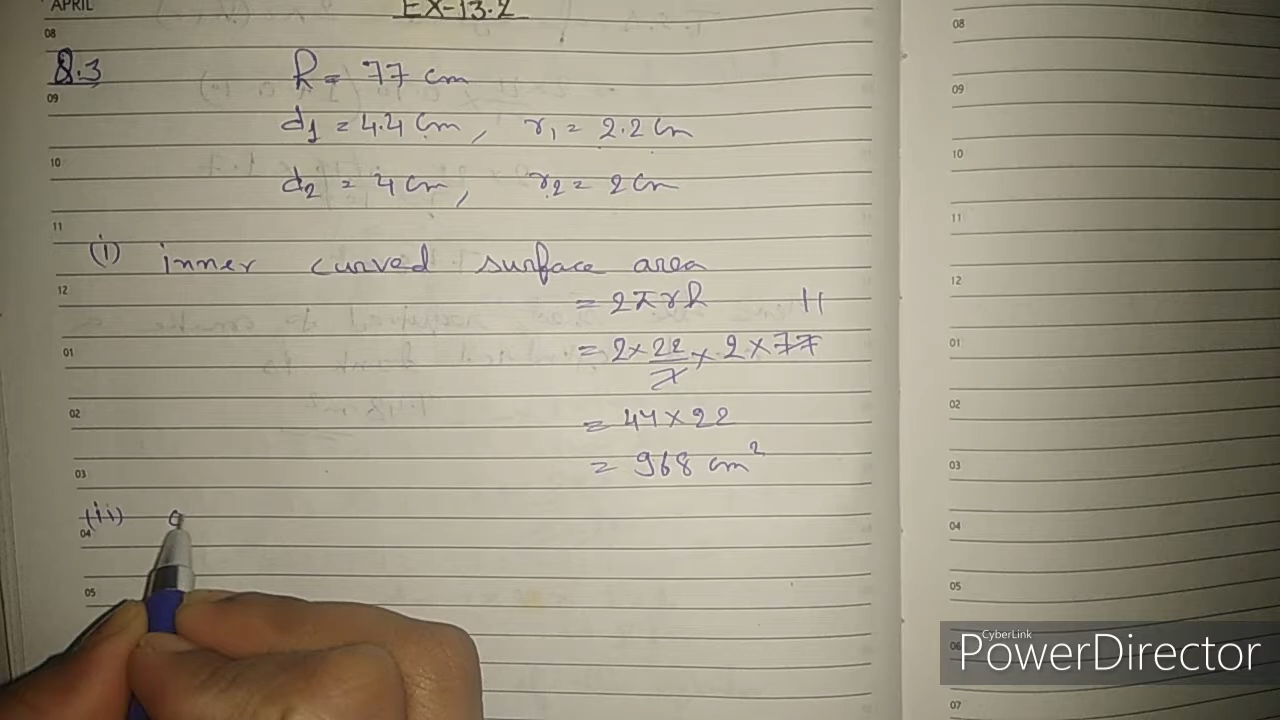 APRIL
EX-13.2
Q.3 h = 77 cm
d1 = 4.4 cm, r1 = 2.2 cm
d2 = 4 cm, r2 = 2 cm
(i) inner curved surface area
= 2πrh 11
= 2 × 22/7 × 2 × 77
= 44 × 22
= 968 cm²
(ii)
08
09
10
11
12
01
02
03
04
05
08
09
10
11
12
01
02
03
04
05
06
07
CyberLink
PowerDirector